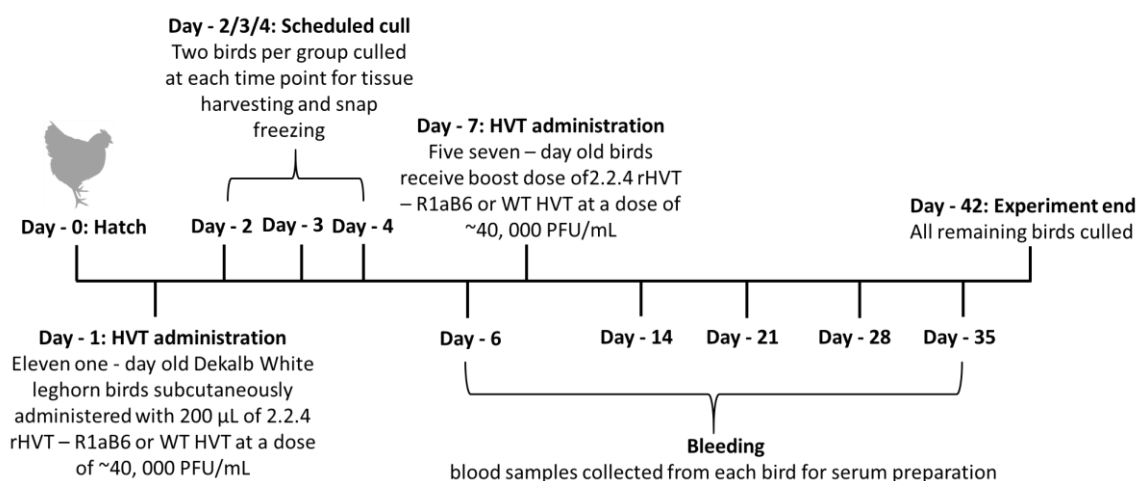 Day - 2/3/4: Scheduled cull
Two birds per group culled
at each time point for tissue
harvesting and snap
freezing
Day - 7: HVT administration
Five seven – day old birds
receive boost dose of2.2.4 rHVT
– R1aB6 or WT HVT at a dose of
~40, 000 PFU/mL
Day - 42: Experiment end
All remaining birds culled
Day - 0: Hatch
Day - 2
Day - 3
Day - 4
Day - 1: HVT administration
Eleven one - day old Dekalb White
leghorn birds subcutaneously
administered with 200 µL of 2.2.4
rHVT – R1aB6 or WT HVT at a dose
of ~40, 000 PFU/mL
Day - 6
Day - 14
Day - 21
Day - 28
Day - 35
Bleeding
blood samples collected from each bird for serum preparation